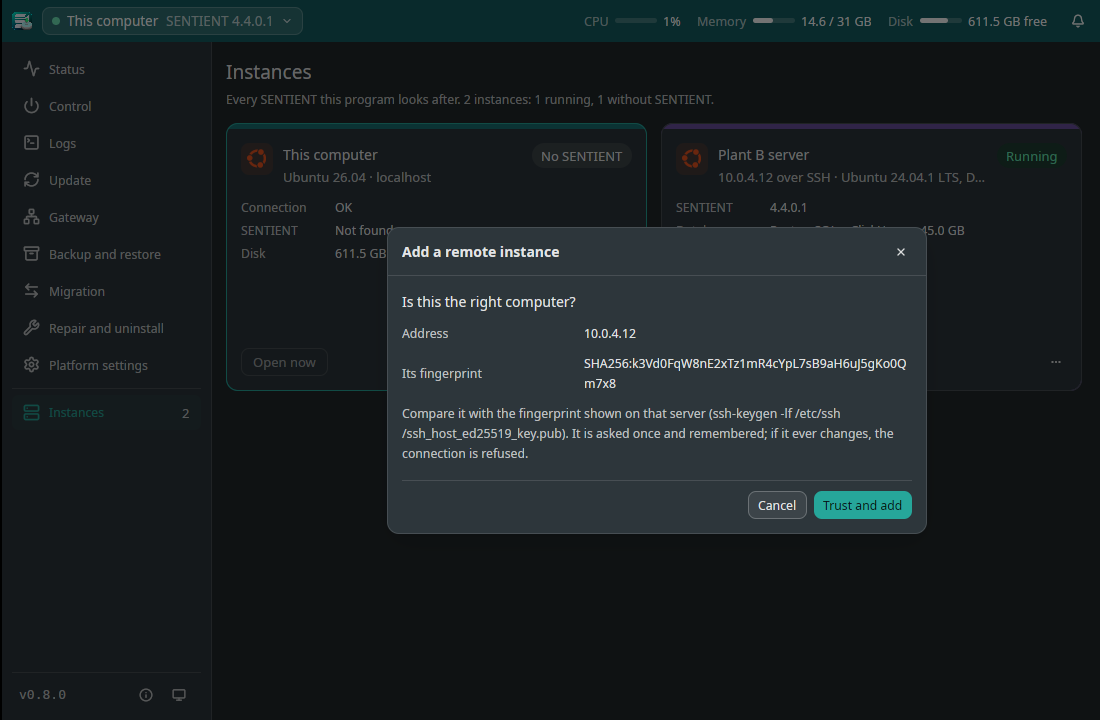 This computer SENTIENT 4.4.0.1
CPU 1% Memory 14.6 / 31 GB Disk 611.5 GB free
Status
Control
Logs
Update
Gateway
Backup and restore
Migration
Repair and uninstall
Platform settings
Instances 2
v0.8.0
Instances
Every SENTIENT this program looks after. 2 instances: 1 running, 1 without SENTIENT.
This computer
No SENTIENT
Ubuntu 26.04 · localhost
Connection OK
SENTIENT Not found
Disk 611.5 GB
Open now
Plant B server
Running
10.0.4.12 over SSH · Ubuntu 24.04.1 LTS, D...
SENTIENT 4.4.0.1
45.0 GB
...
Add a remote instance
Is this the right computer?
Address 10.0.4.12
Its fingerprint
SHA256:k3Vd0FqW8nE2xTz1mR4cYpL7sB9aH6uJ5gKo0Q
m7x8
Compare it with the fingerprint shown on that server (ssh-keygen -lf /etc/ssh
/ssh_host_ed25519_key.pub). It is asked once and remembered; if it ever changes, the
connection is refused.
Cancel
Trust and add